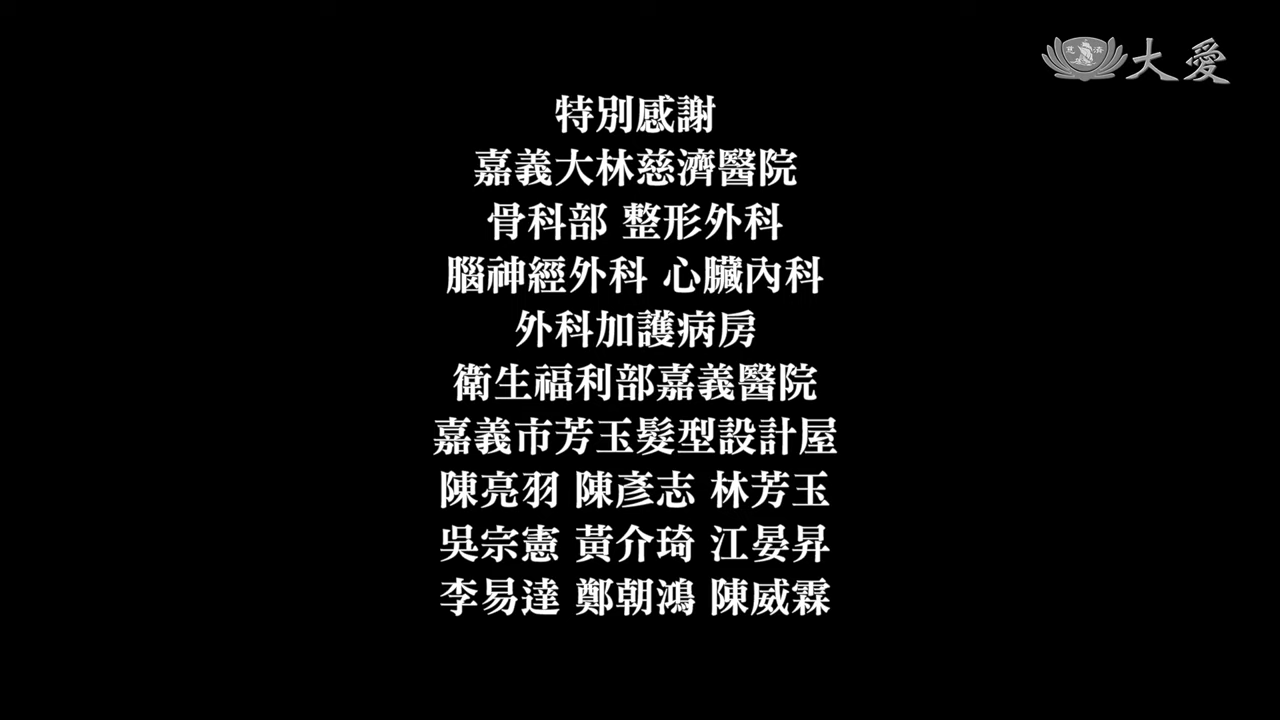 大愛
特別感謝
嘉義大林慈濟醫院
骨科部 整形外科
腦神經外科 心臟內科
外科加護病房
衛生福利部嘉義醫院
嘉義市芳玉髮型設計屋
陳亮羽 陳彥志 林芳玉
吳宗憲 黃介琦 江晏昇
李易達 鄭朝鴻 陳威霖